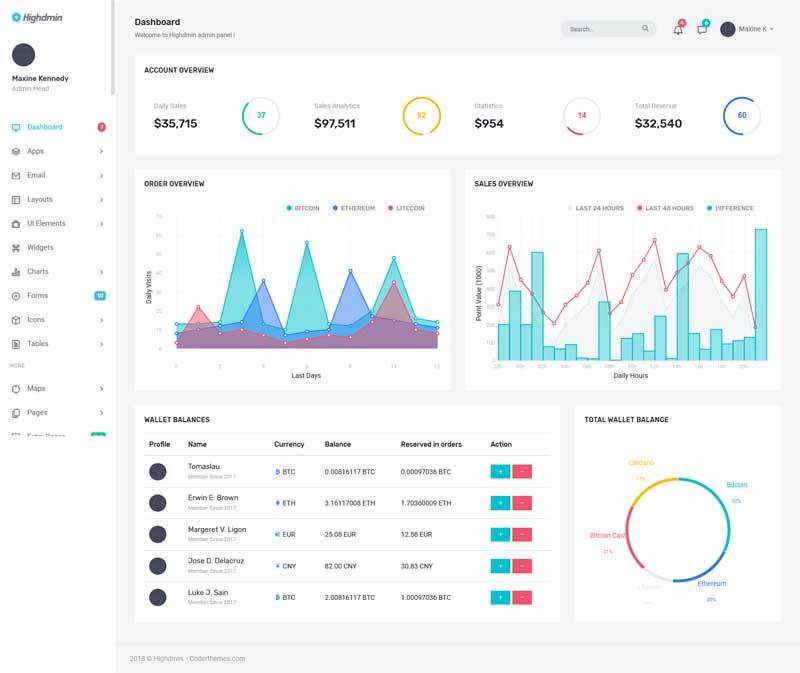 Highdmin
Maxine Kennedy
Admin Head
Dashboard 7
Apps
Email
Layouts
UI Elements
Widgets
Charts
Forms
Icons
Tables
MORE
Maps
Pages
Dashboard
Welcome to Highdmin admin panel !
Search...
Maxine K
ACCOUNT OVERVIEW
Daily Sales
$35,715
37
Sales Analytics
$97,511
92
Statistics
$954
14
Total Revenue
$32,540
60
ORDER OVERVIEW
BITCOIN ETHEREUM LITECOIN
70
60
50
40
30
20
10
0
Daily Visits
0 2 4 6 8 10 12
Last Days
SALES OVERVIEW
LAST 24 HOURS LAST 48 HOURS DIFFERENCE
800
700
600
500
400
300
200
100
0
Point Value (1000)
Daily Hours
WALLET BALANCES
Profile Name Currency Balance Reserved in orders Action
Tomaslau
Member Since 2017
BTC 0.00816117 BTC 0.00097036 BTC + −
Erwin E. Brown
Member Since 2017
ETH 3.16117008 ETH 1.70360009 ETH + −
Margeret V. Ligon
Member Since 2017
EUR 25.08 EUR 12.58 EUR + −
Jose D. Delacruz
Member Since 2017
CNY 82.00 CNY 30.83 CNY + −
Luke J. Sain
Member Since 2017
BTC 2.00816117 BTC 1.00097036 BTC + −
TOTAL WALLET BALANCE
Cardano
Bitcoin
Bitcoin Cash
21%
Ethereum
20%
2018 © Highdmin - Coderthemes.com